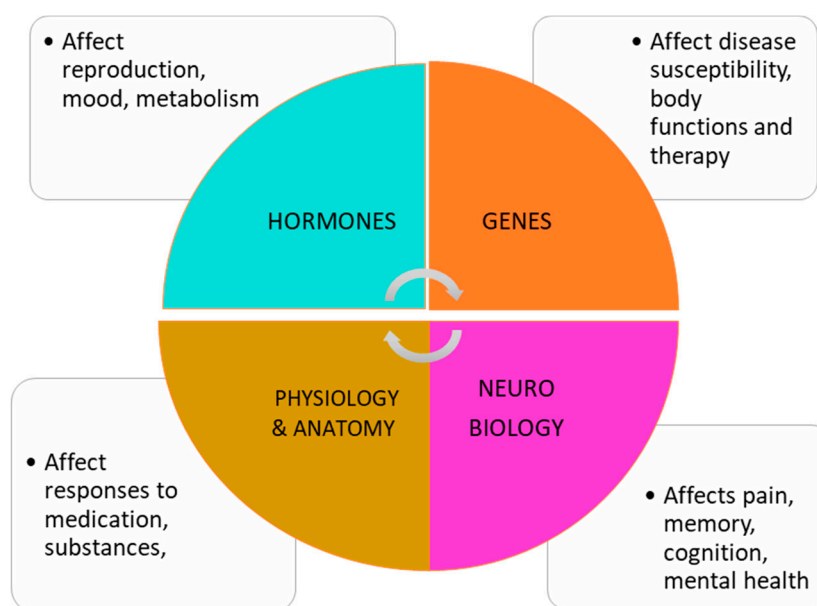 • Affect
reproduction,
mood, metabolism
• Affect disease
susceptibility,
body
functions and
therapy
HORMONES
GENES
PHYSIOLOGY
& ANATOMY
NEURO
BIOLOGY
• Affect
responses to
medication,
substances,
• Affects pain,
memory,
cognition,
mental health